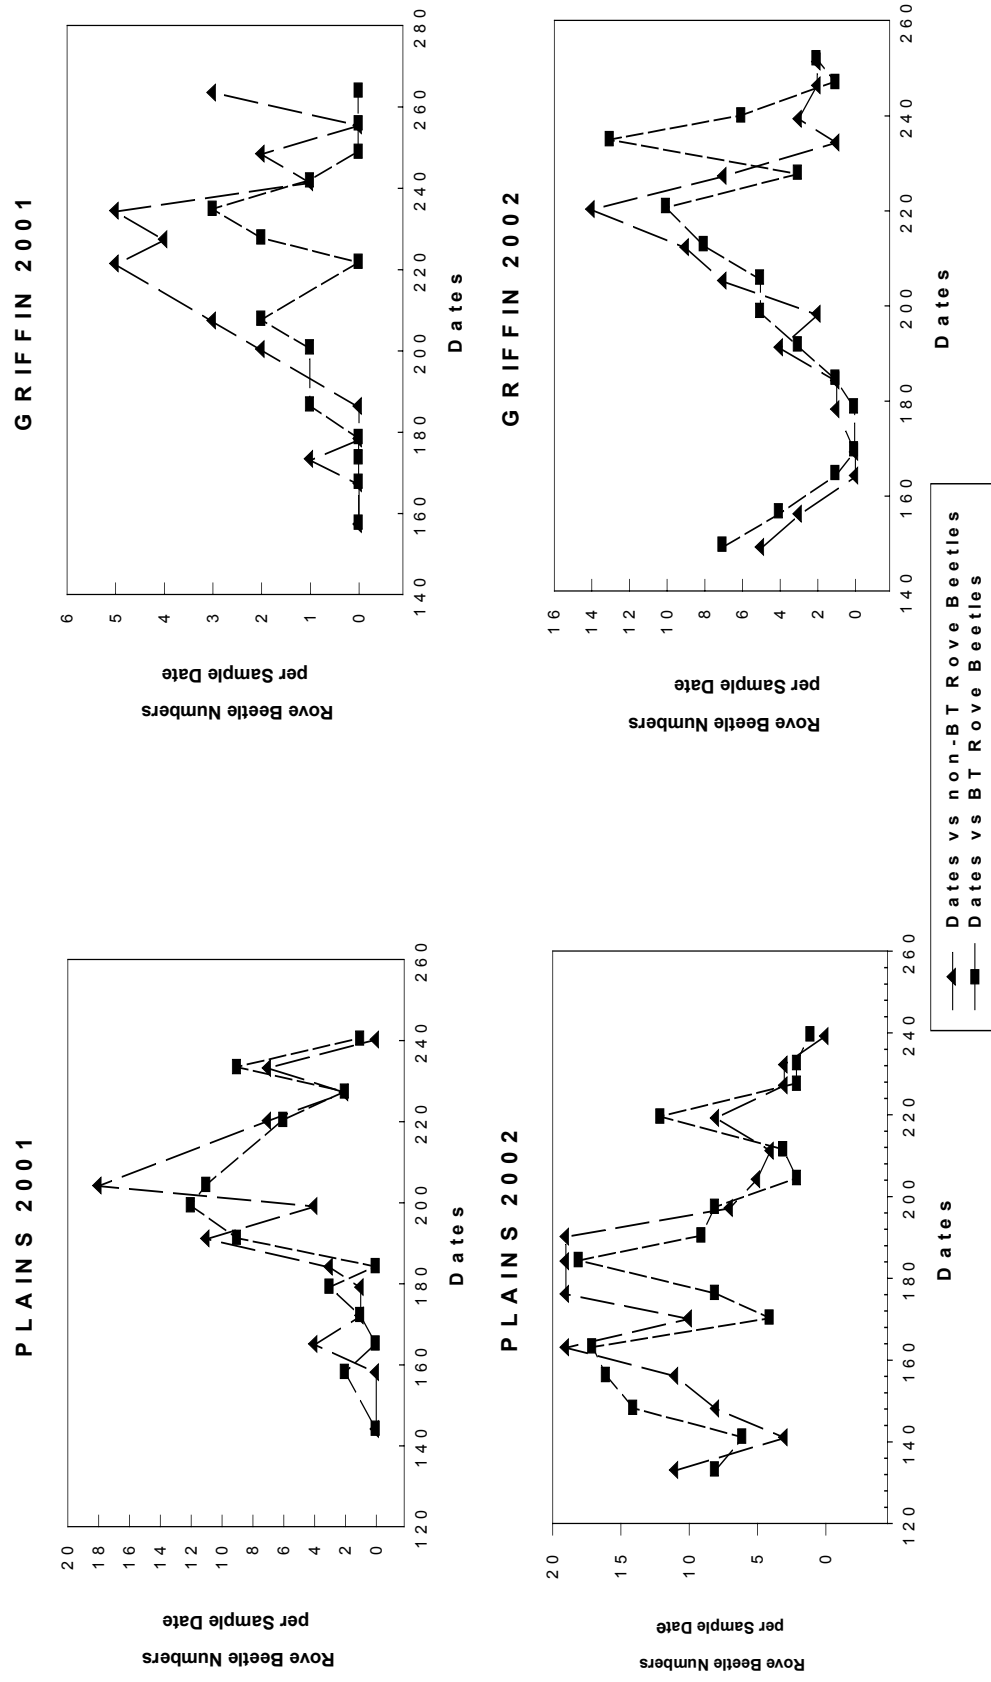 PLAINS 2001
Rove Beetle Numbers
per Sample Date
20
18
16
14
12
10
8
6
4
2
0
120 140 160 180 200 220 240 260
Dates
GRIFFIN 2001
Rove Beetle Numbers
per Sample Date
6
5
4
3
2
1
0
140 160 180 200 220 240 260 280
Dates
PLAINS 2002
Rove Beetle Numbers
per Sample Date
20
15
10
5
0
120 140 160 180 200 220 240 260
Dates
GRIFFIN 2002
Rove Beetle Numbers
per Sample Date
16
14
12
10
8
6
4
2
0
140 160 180 200 220 240 260
Dates
Dates vs non-BT Rove Beetles
Dates vs BT Rove Beetles